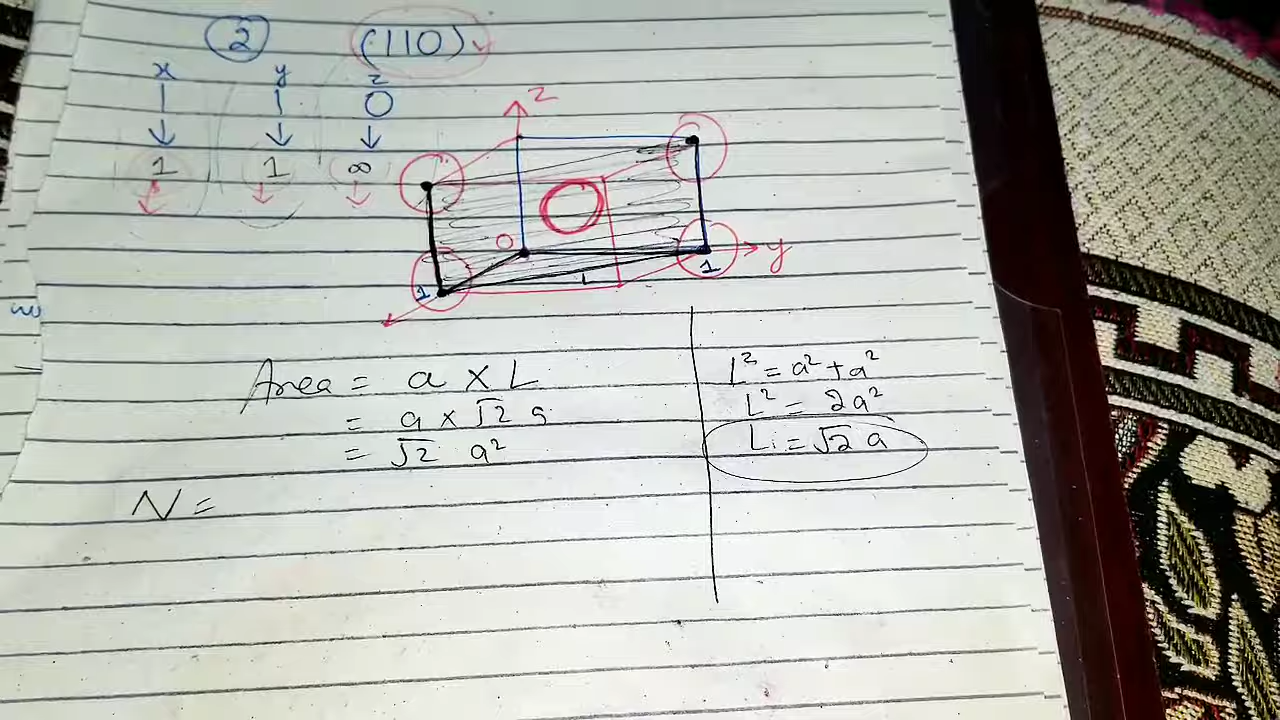 2 (110)
x y z
1 1 0
↓ ↓ ↓
1 1 ∞
↓ ↓ ↓
z
O
y
1
1
L
Area = a × L
= a × √2 a
= √2 a²
N =
L² = a² + a²
L² = 2a²
L = √2 a